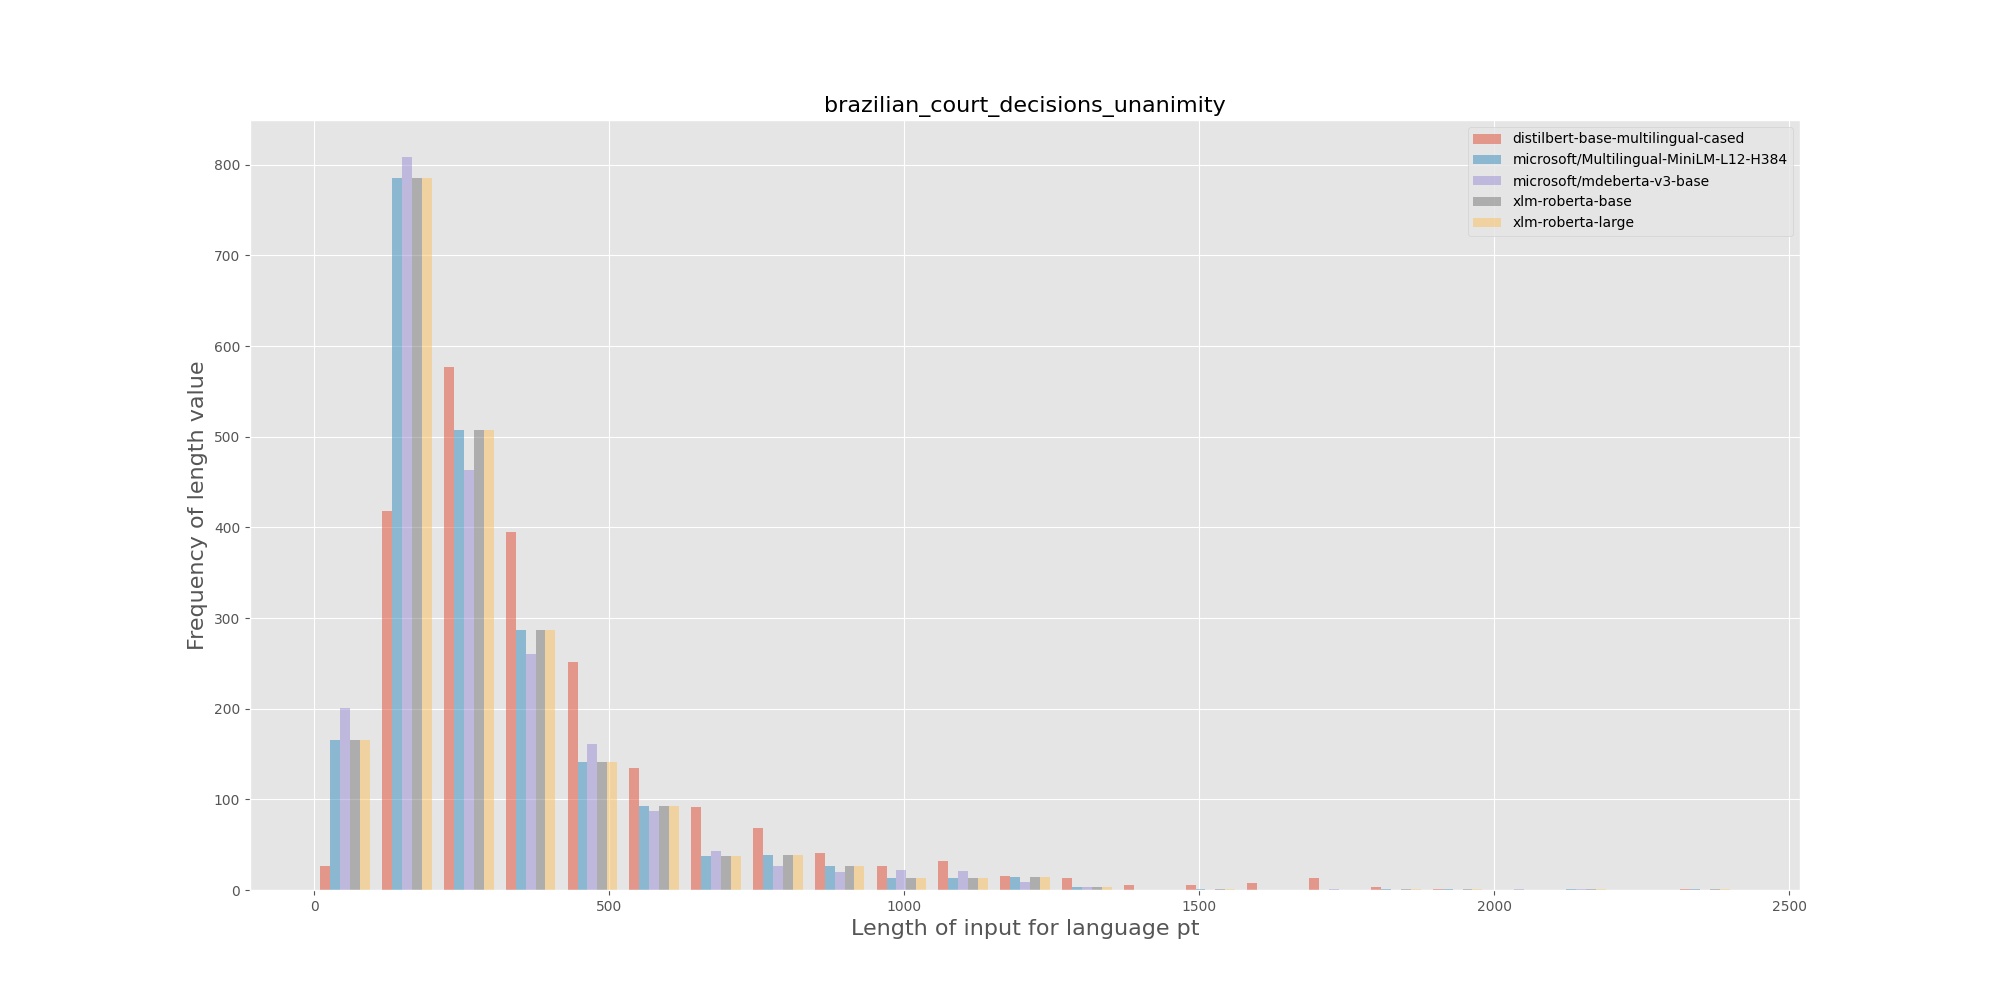 brazilian_court_decisions_unanimity
distilbert-base-multilingual-cased
microsoft/Multilingual-MiniLM-L12-H384
microsoft/mdeberta-v3-base
xlm-roberta-base
xlm-roberta-large
Frequency of length value
800
700
600
500
400
300
200
100
0
0 500 1000 1500 2000 2500
Length of input for language pt